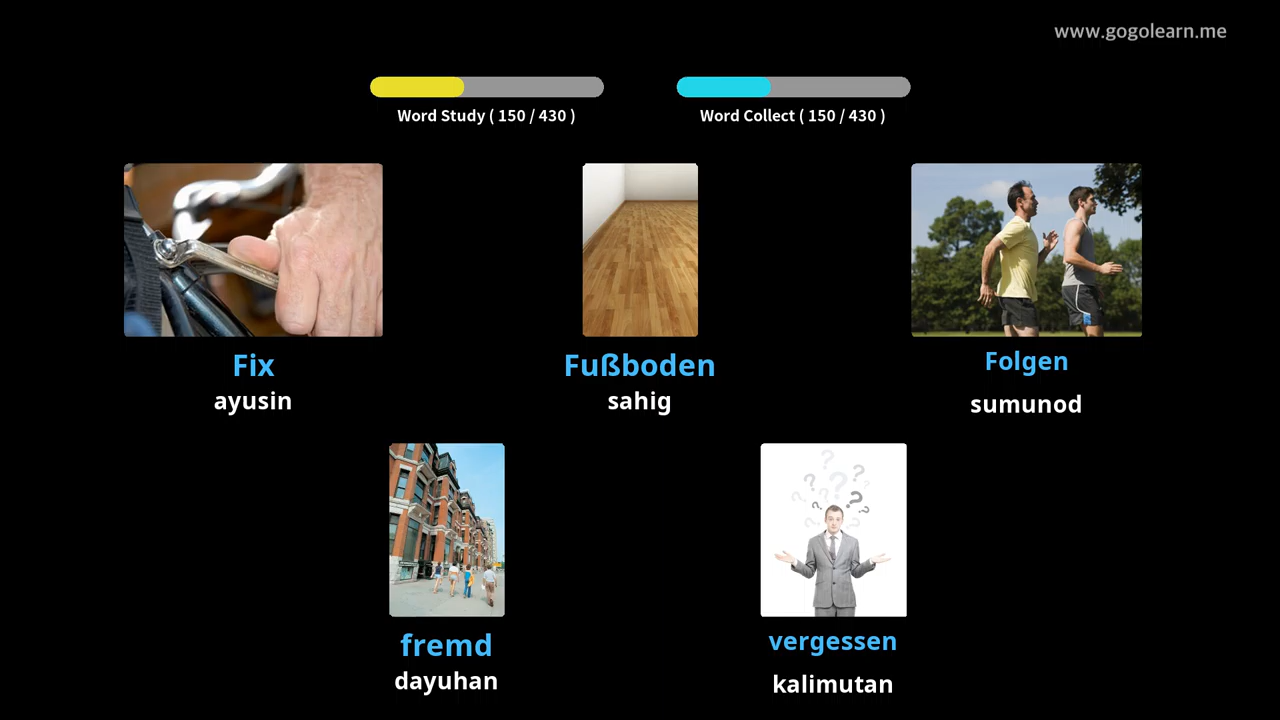 www.gogolearn.me
Word Study ( 150 / 430 )
Word Collect ( 150 / 430 )
Fix
ayusin
Fußboden
sahig
Folgen
sumunod
fremd
dayuhan
vergessen
kalimutan